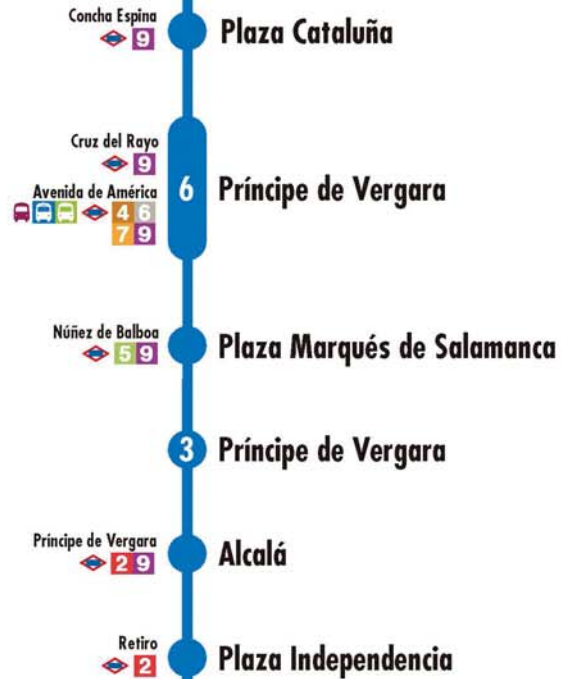 Concha Espina
9
Plaza Cataluña
Cruz del Rayo
9
Avenida de América
4 6
7 9
6
Príncipe de Vergara
Núñez de Balboa
5 9
Plaza Marqués de Salamanca
3
Príncipe de Vergara
Príncipe de Vergara
2 9
Alcalá
Retiro
2
Plaza Independencia